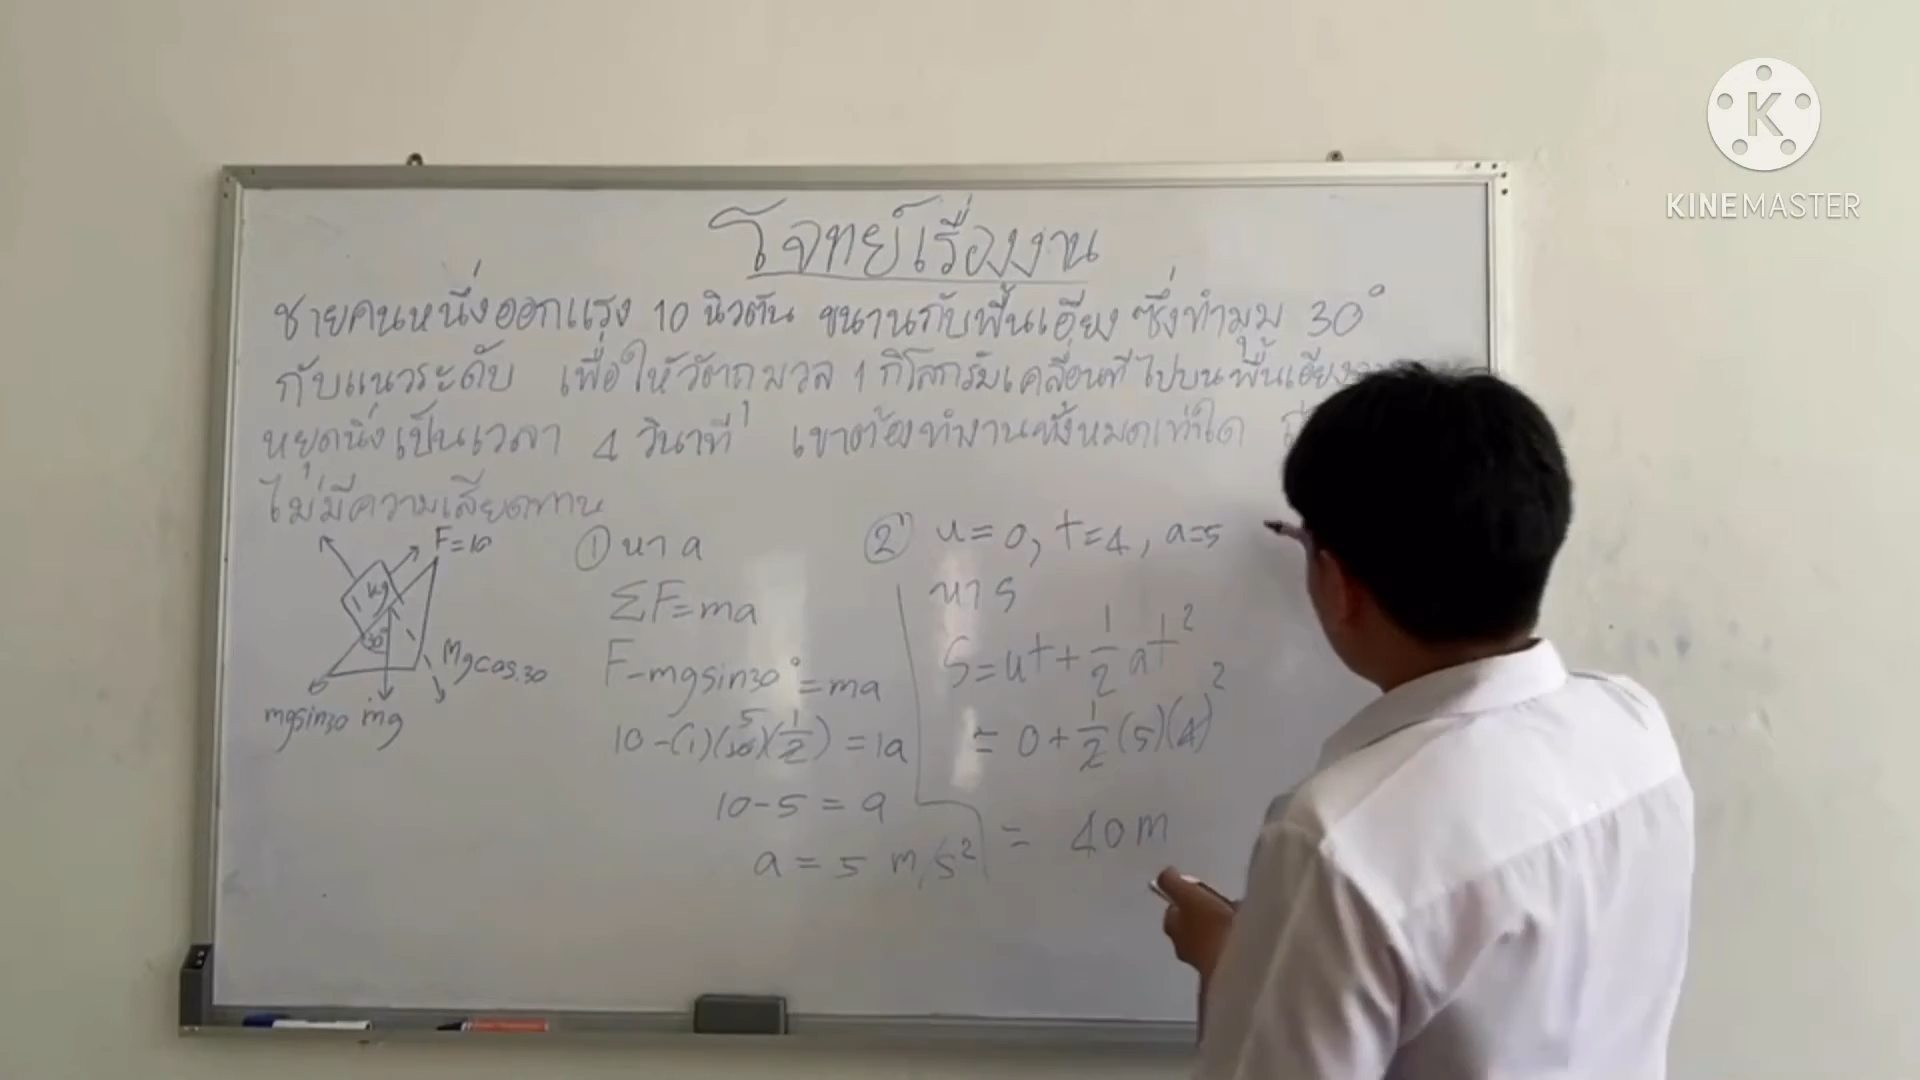 KINEMASTER
โจทย์เรื่องงาน
ชายคนหนึ่งออกแรง 10 นิวตัน ขนานกับพื้นเอียง ซึ่งทำมุม 30°
กับแนวระดับ เพื่อให้วัตถุมวล 1 กิโลกรัมเคลื่อนที่ไปบนพื้นเอียง
หยุดนิ่งเป็นเวลา 4 วินาที เขาต้องทำงานทั้งหมดเท่าใด
ไม่มีความเสียดทาน
F=10
1 kg
30°
Mgcos30
mgsin30 mg
① หา a
ΣF=ma
F-mgsin30°=ma
10-(1)(10)(1/2)=1a
10-5=a
a=5 m/s²
② u=0, t=4, a=5
หา s
S=ut+1/2at²
=0+1/2(5)(4)²
= 40m